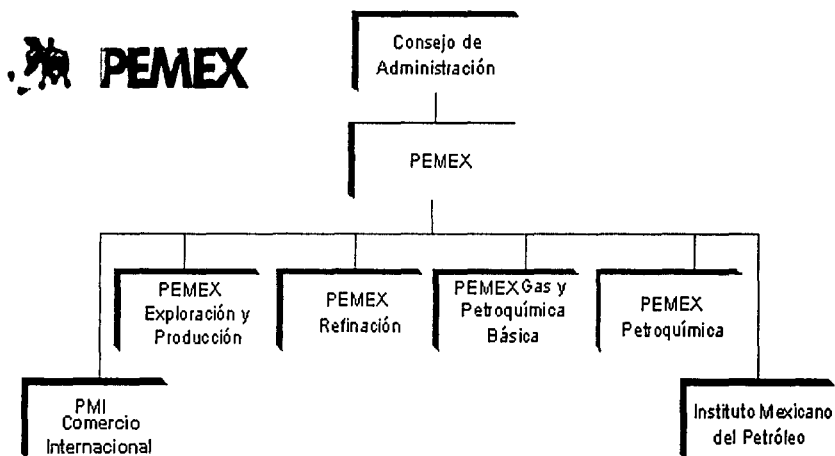 PEMEX
Consejo de
Administración
PEMEX
PEMEX
Exploración y
Producción
PEMEX
Refinación
PEMEX Gas y
Petroquímica
Básica
PEMEX
Petroquímica
PMI
Comercio
Internacional
Instituto Mexicano
del Petróleo